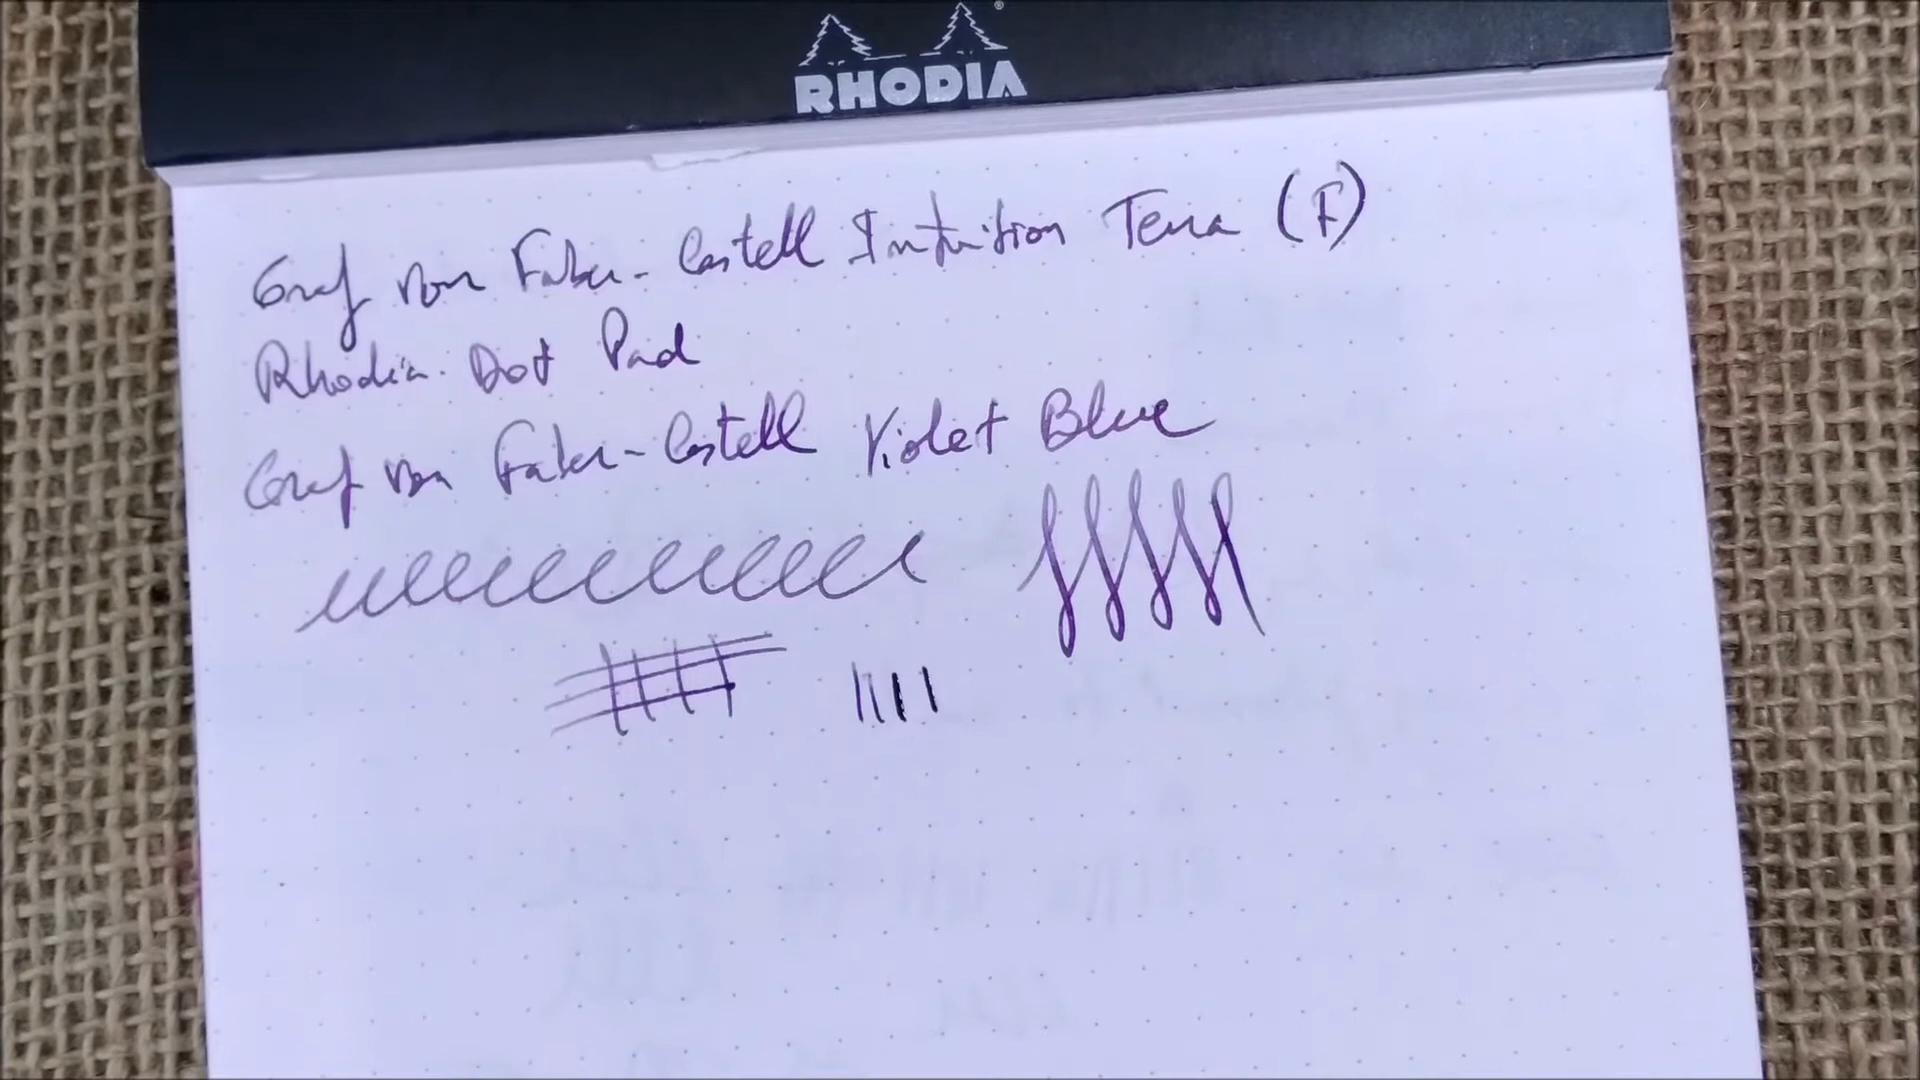 RHODIA
Graf von Faber-Castell Intuition Terra (F)
Rhodia Dot Pad
Graf von Faber-Castell Violet Blue